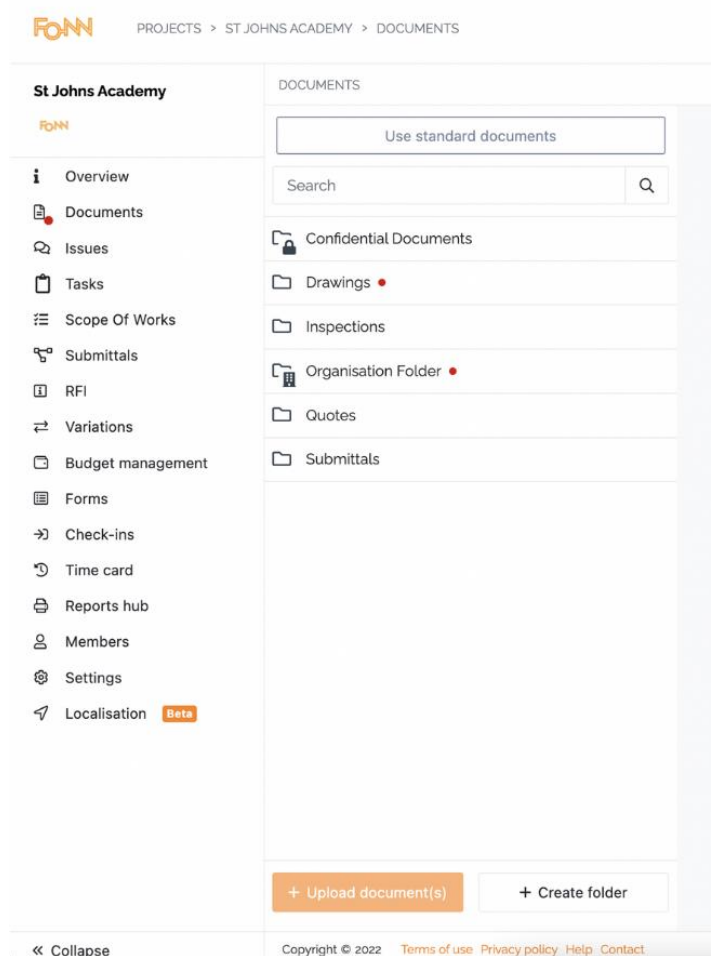 FONN
PROJECTS > ST JOHNS ACADEMY > DOCUMENTS
St Johns Academy
FONN
Overview
Documents
Issues
Tasks
Scope Of Works
Submittals
RFI
Variations
Budget management
Forms
Check-ins
Time card
Reports hub
Members
Settings
Localisation Beta
« Collapse
DOCUMENTS
Use standard documents
Search
Confidential Documents
Drawings
Inspections
Organisation Folder
Quotes
Submittals
+ Upload document(s)
+ Create folder
Copyright © 2022 Terms of use Privacy policy Help Contact